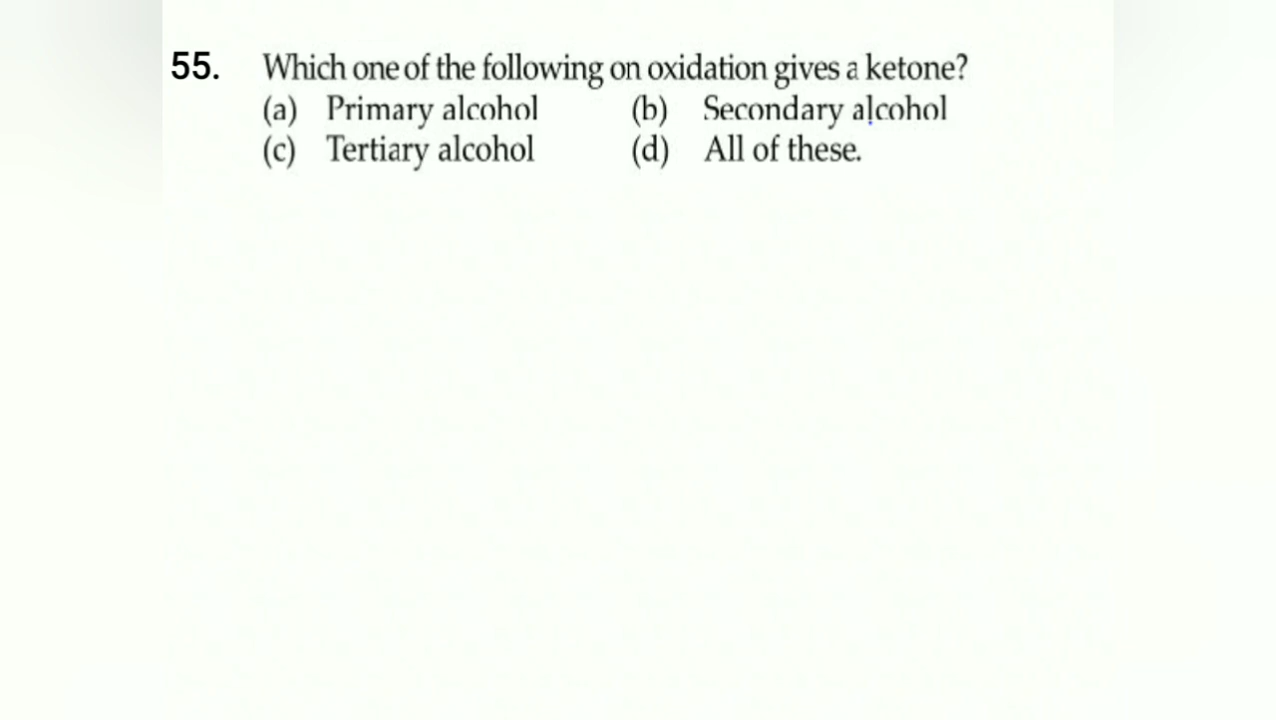 55. Which one of the following on oxidation gives a ketone?
(a) Primary alcohol (b) Secondary alcohol
(c) Tertiary alcohol (d) All of these.